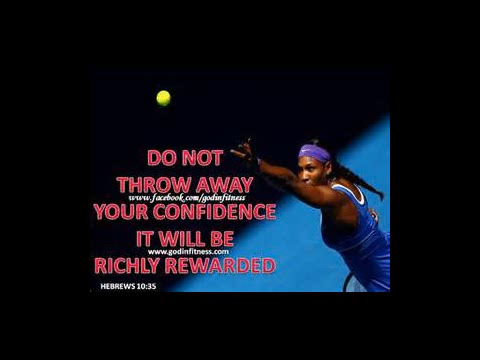 DO NOT
THROW AWAY
www.facebook.com/godinfitness
YOUR CONFIDENCE
IT WILL BE
www.godinfitness.com
RICHLY REWARDED
HEBREWS 10:35